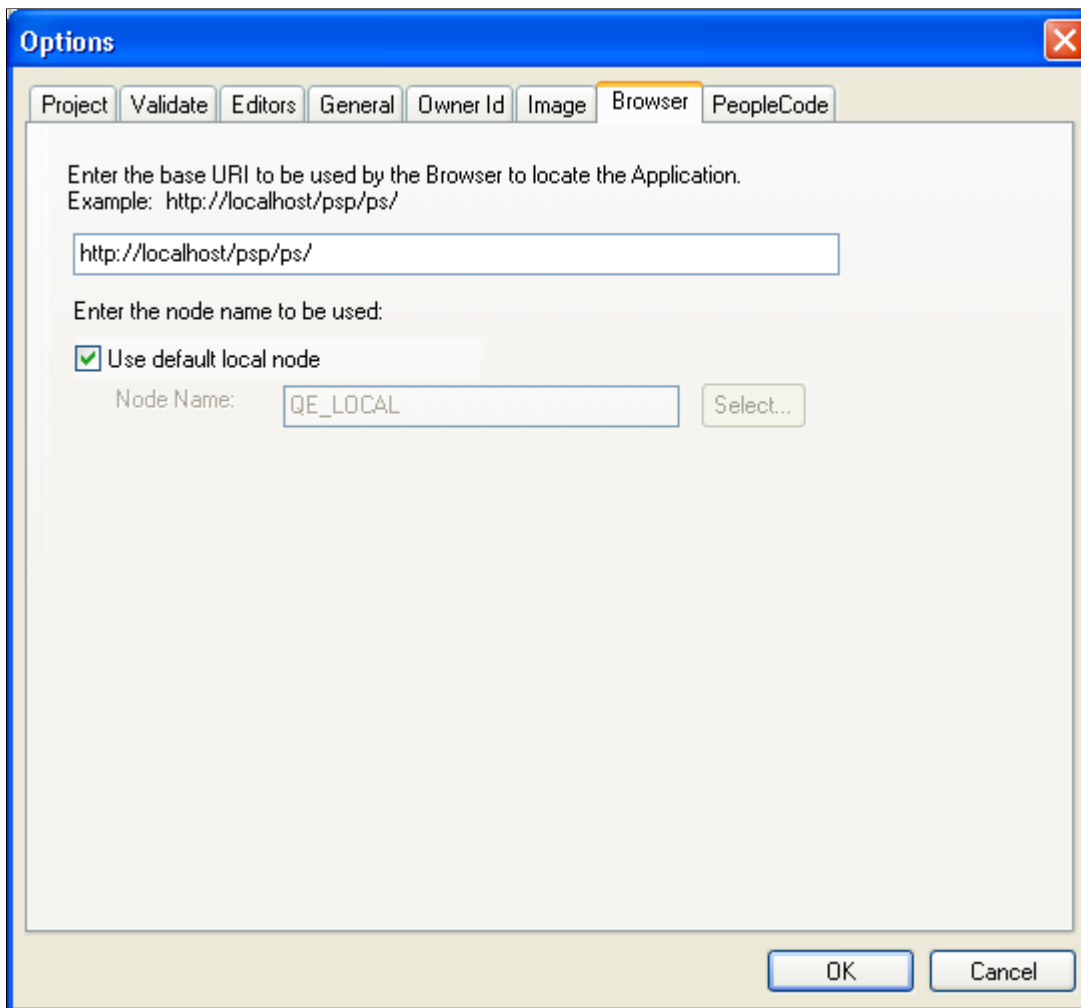 Options
Project Validate Editors General Owner Id Image Browser PeopleCode
Enter the base URI to be used by the Browser to locate the Application.
Example: http://localhost/psp/ps/
http://localhost/psp/ps/
Enter the node name to be used:
Use default local node
Node Name: QE_LOCAL Select...
OK Cancel